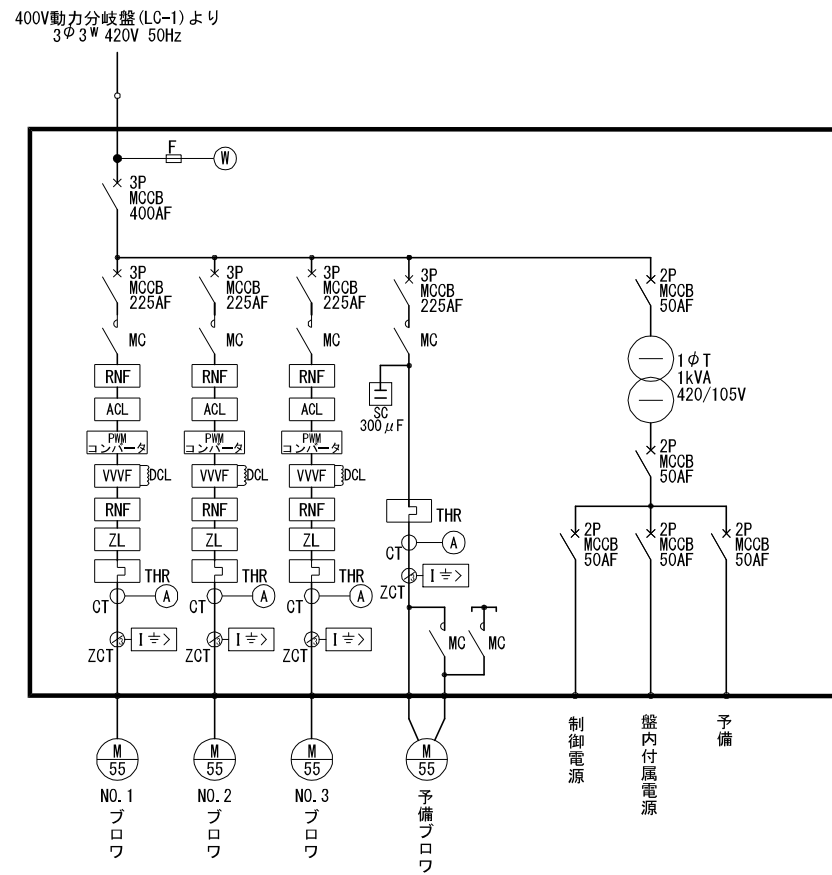 400V動力分岐盤(LC-1)より
3φ3W 420V 50Hz
F
W
3P
MCCB
400AF
3P
MCCB
225AF
3P
MCCB
225AF
3P
MCCB
225AF
3P
MCCB
225AF
2P
MCCB
50AF
MC
MC
MC
MC
RNF
RNF
RNF
1φT
1kVA
420/105V
ACL
ACL
ACL
SC
300μF
PWM
コンバータ
PWM
コンバータ
PWM
コンバータ
2P
MCCB
50AF
VVVF
DCL
VVVF
DCL
VVVF
DCL
RNF
RNF
RNF
THR
ZL
ZL
ZL
CT
A
2P
MCCB
50AF
2P
MCCB
50AF
2P
MCCB
50AF
THR
THR
THR
ZCT
I⏚>
CT
A
CT
A
CT
A
ZCT
I⏚>
ZCT
I⏚>
ZCT
I⏚>
MC
MC
M
55
M
55
M
55
M
55
NO.1
ブロワ
NO.2
ブロワ
NO.3
ブロワ
予備ブロワ
制御電源
盤内付属電源
予備